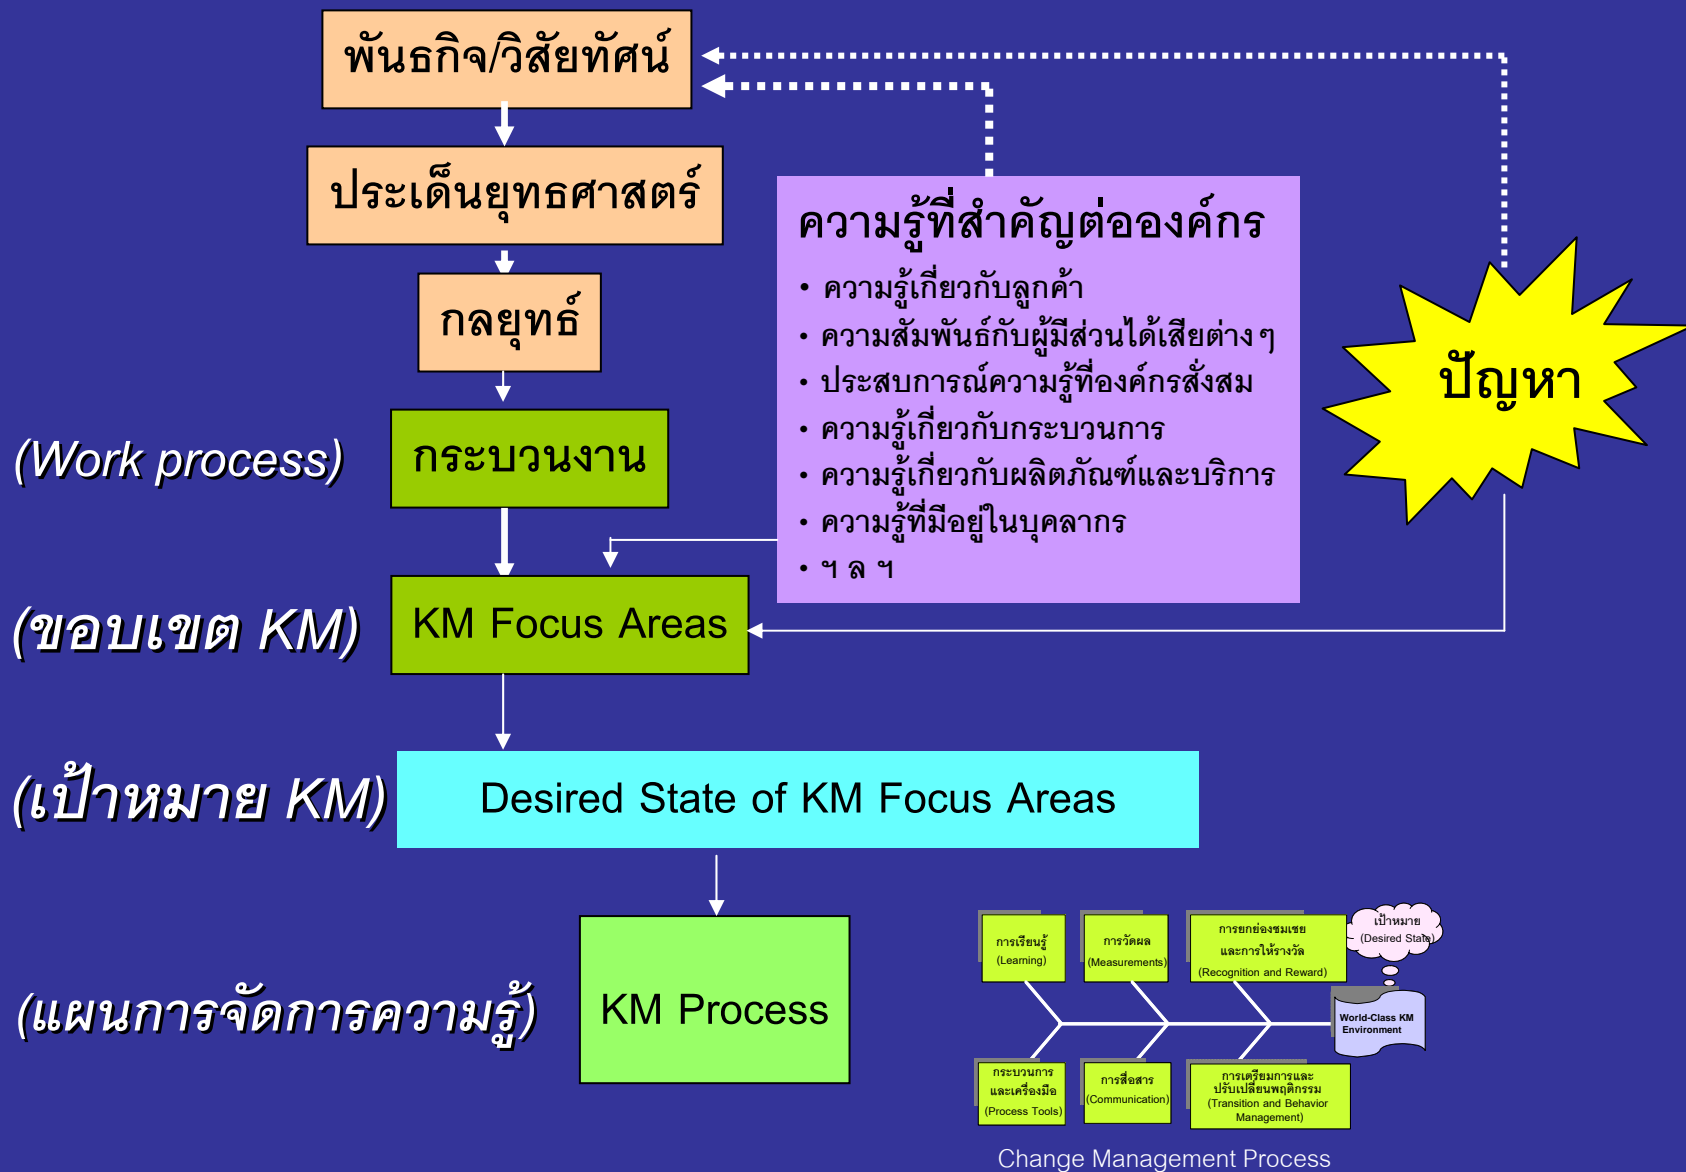 พันธกิจ/วิสัยทัศน์
ประเด็นยุทธศาสตร์
กลยุทธ์
(Work process)
กระบวนงาน
ความรู้ที่สำคัญต่อองค์กร
• ความรู้เกี่ยวกับลูกค้า
• ความสัมพันธ์กับผู้มีส่วนได้เสียต่างๆ
• ประสบการณ์ความรู้ที่องค์กรสั่งสม
• ความรู้เกี่ยวกับกระบวนการ
• ความรู้เกี่ยวกับผลิตภัณฑ์และบริการ
• ความรู้ที่มีอยู่ในบุคลากร
• ฯ ล ฯ
ปัญหา
(ขอบเขต KM)
KM Focus Areas
(เป้าหมาย KM)
Desired State of KM Focus Areas
(แผนการจัดการความรู้)
KM Process
การเรียนรู้
(Learning)
การวัดผล
(Measurements)
การยกย่องชมเชย
และการให้รางวัล
(Recognition and Reward)
เป้าหมาย
(Desired State)
World-Class KM
Environment
กระบวนการ
และเครื่องมือ
(Process Tools)
การสื่อสาร
(Communication)
การเตรียมการและ
ปรับเปลี่ยนพฤติกรรม
(Transition and Behavior
Management)
Change Management Process